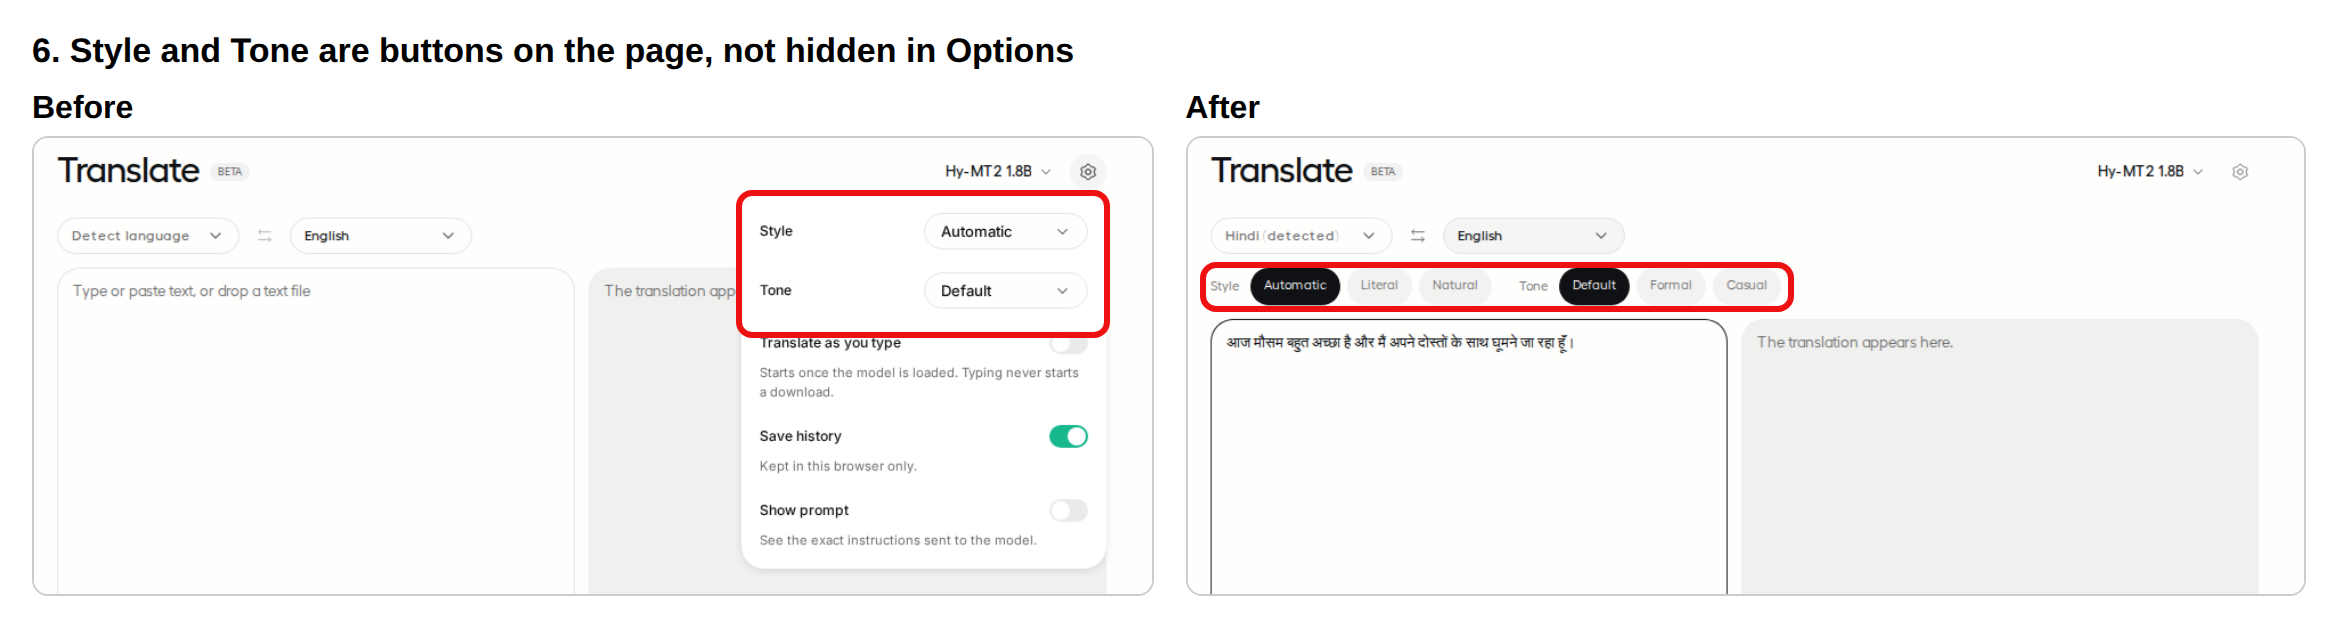 6. Style and Tone are buttons on the page, not hidden in Options
Before
Translate BETA
Hy-MT2 1.8B
Detect language
English
Type or paste text, or drop a text file
The translation app
Style Automatic
Tone Default
Translate as you type
Starts once the model is loaded. Typing never starts
a download.
Save history
Kept in this browser only.
Show prompt
See the exact instructions sent to the model.
After
Translate BETA
Hy-MT2 1.8B
Hindi (detected)
English
Style Automatic Literal Natural Tone Default Formal Casual
आज मौसम बहुत अच्छा है और मैं अपने दोस्तों के साथ घूमने जा रहा हूँ।
The translation appears here.